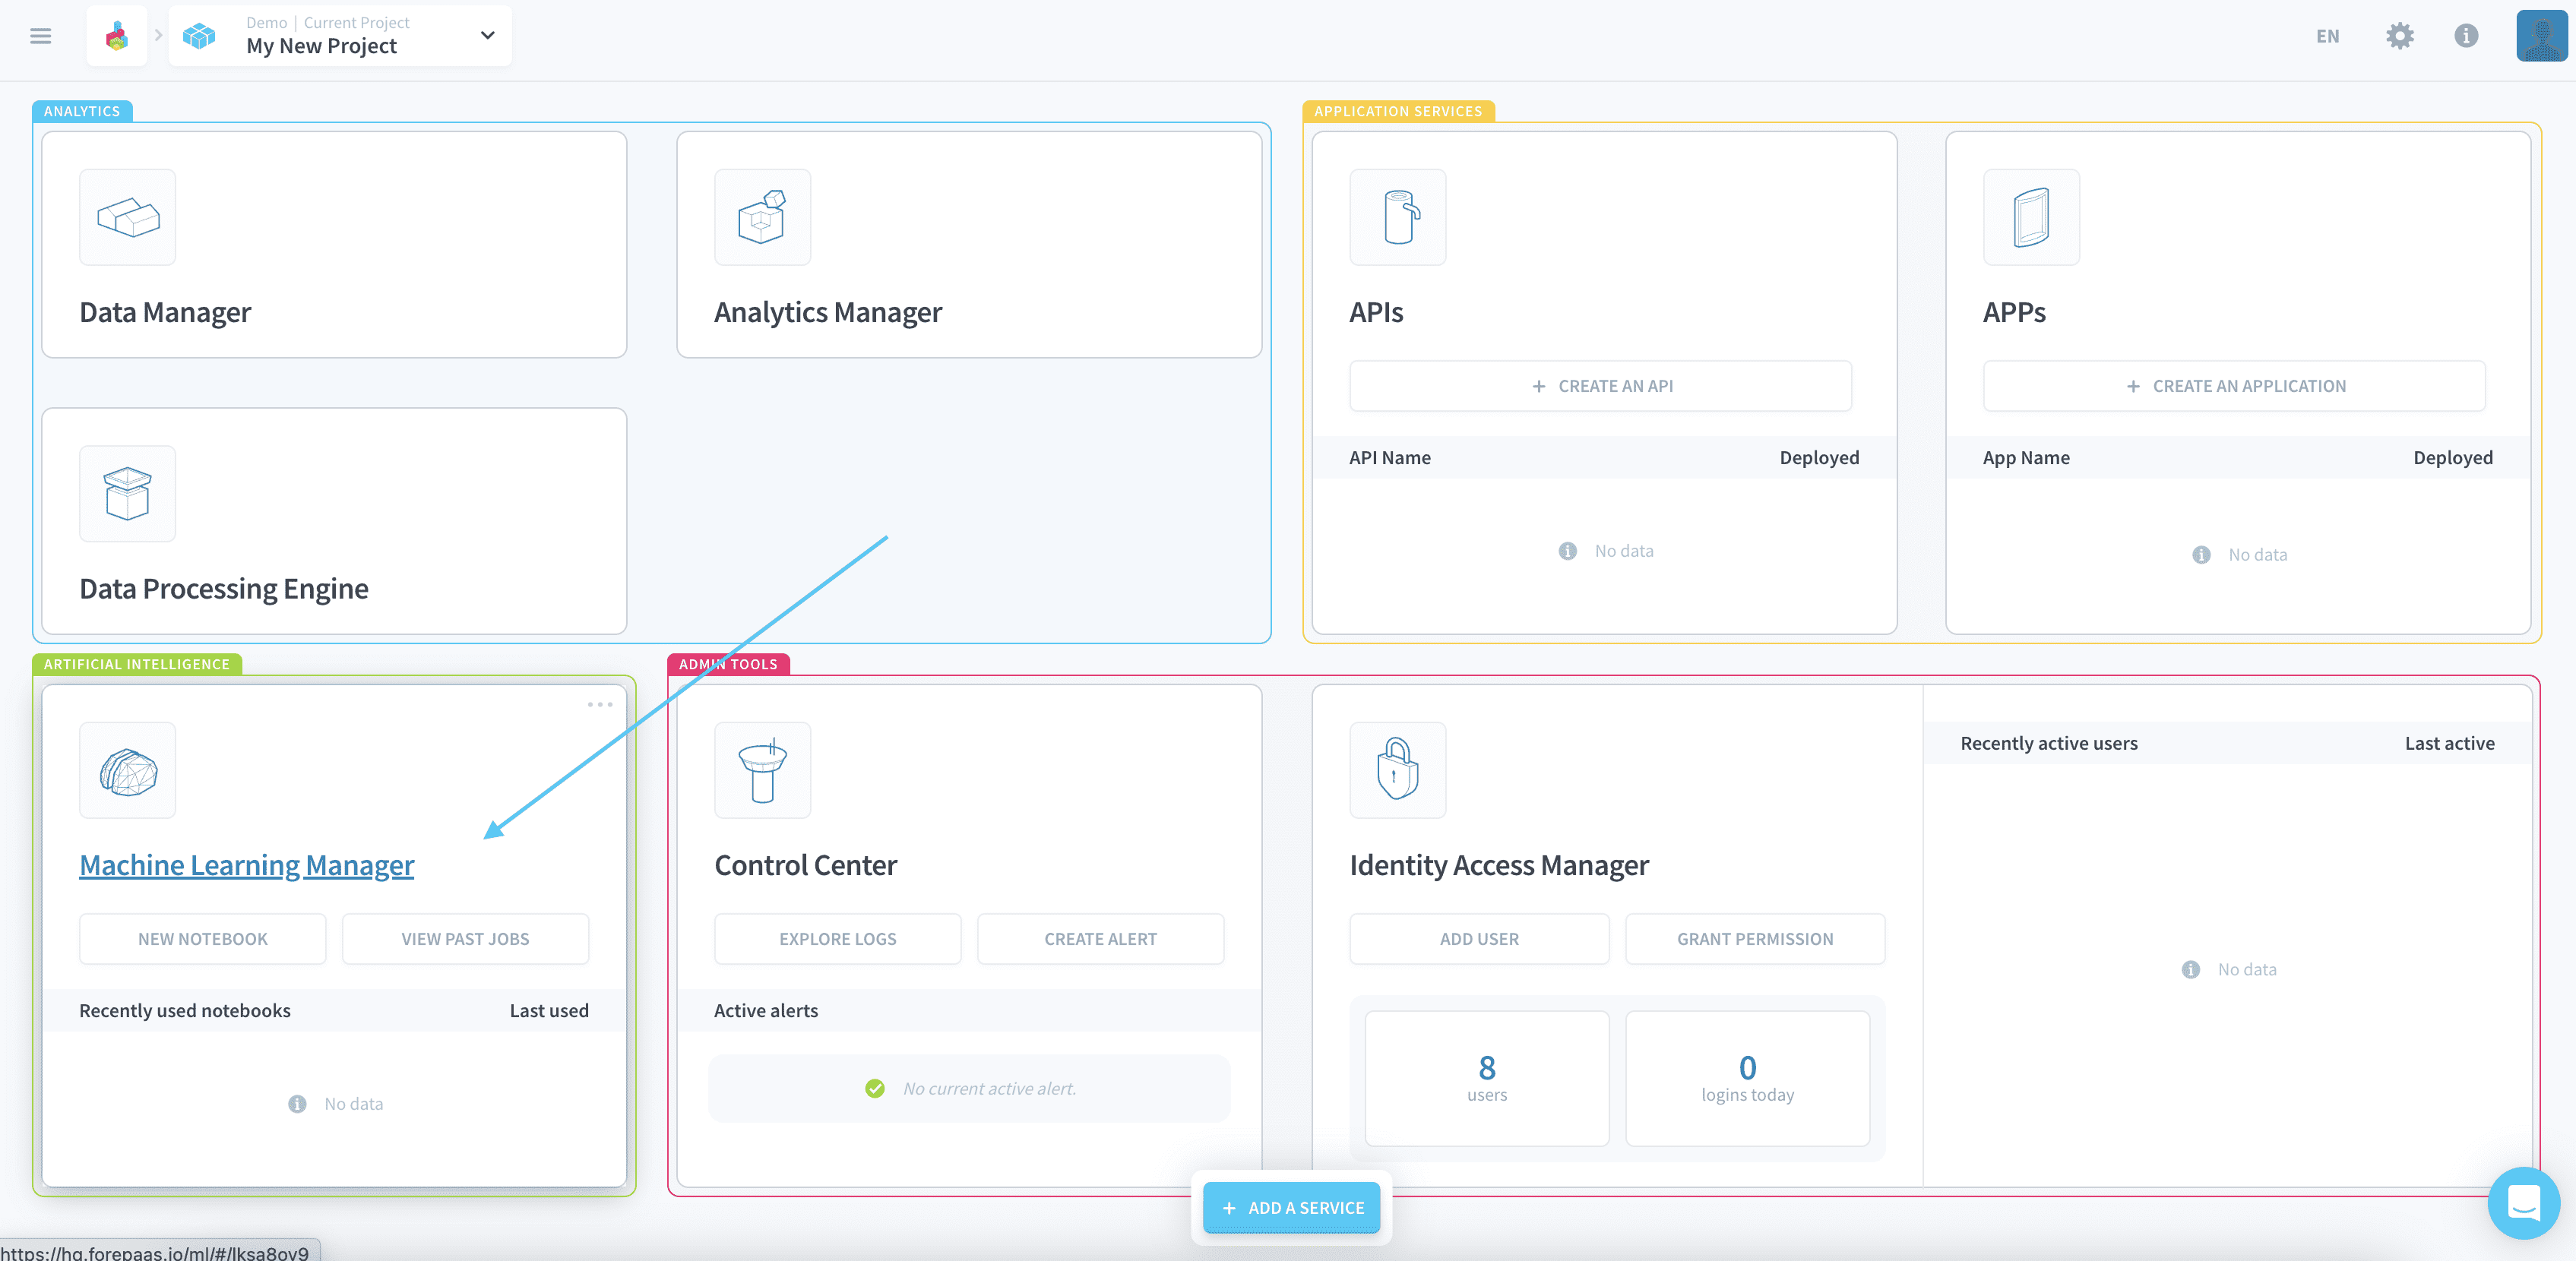 Demo | Current Project
My New Project
EN
ANALYTICS
Data Manager
Analytics Manager
Data Processing Engine
APPLICATION SERVICES
APIs
+ CREATE AN API
API Name Deployed
No data
APPs
+ CREATE AN APPLICATION
App Name Deployed
No data
ARTIFICIAL INTELLIGENCE
Machine Learning Manager
NEW NOTEBOOK VIEW PAST JOBS
Recently used notebooks Last used
No data
ADMIN TOOLS
Control Center
EXPLORE LOGS CREATE ALERT
Active alerts
No current active alert.
Identity Access Manager
ADD USER GRANT PERMISSION
8 users
0 logins today
Recently active users Last active
No data
+ ADD A SERVICE
https://hq.forepaas.io/ml/#/lksa8ov9